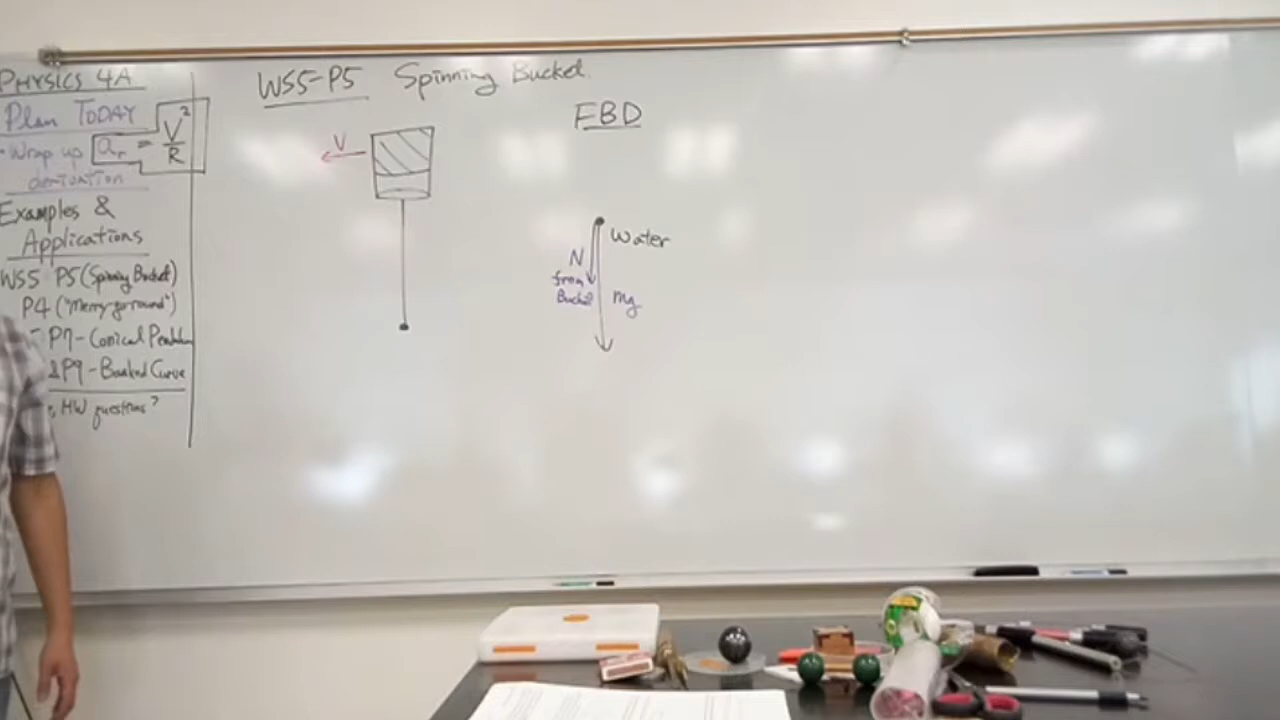 PHYSICS 4A
Plan TODAY
• Wrap up
derivation
ar = V²/R
Examples &
Applications
WS5 P5 (Spinning Bucket)
P4 ("Merry-go-round")
P7 - Conical Pendulum
P9 - Banked Curve
HW questions?
WS5-P5 Spinning Bucket
V
FBD
Water
N
from
Bucket
mg